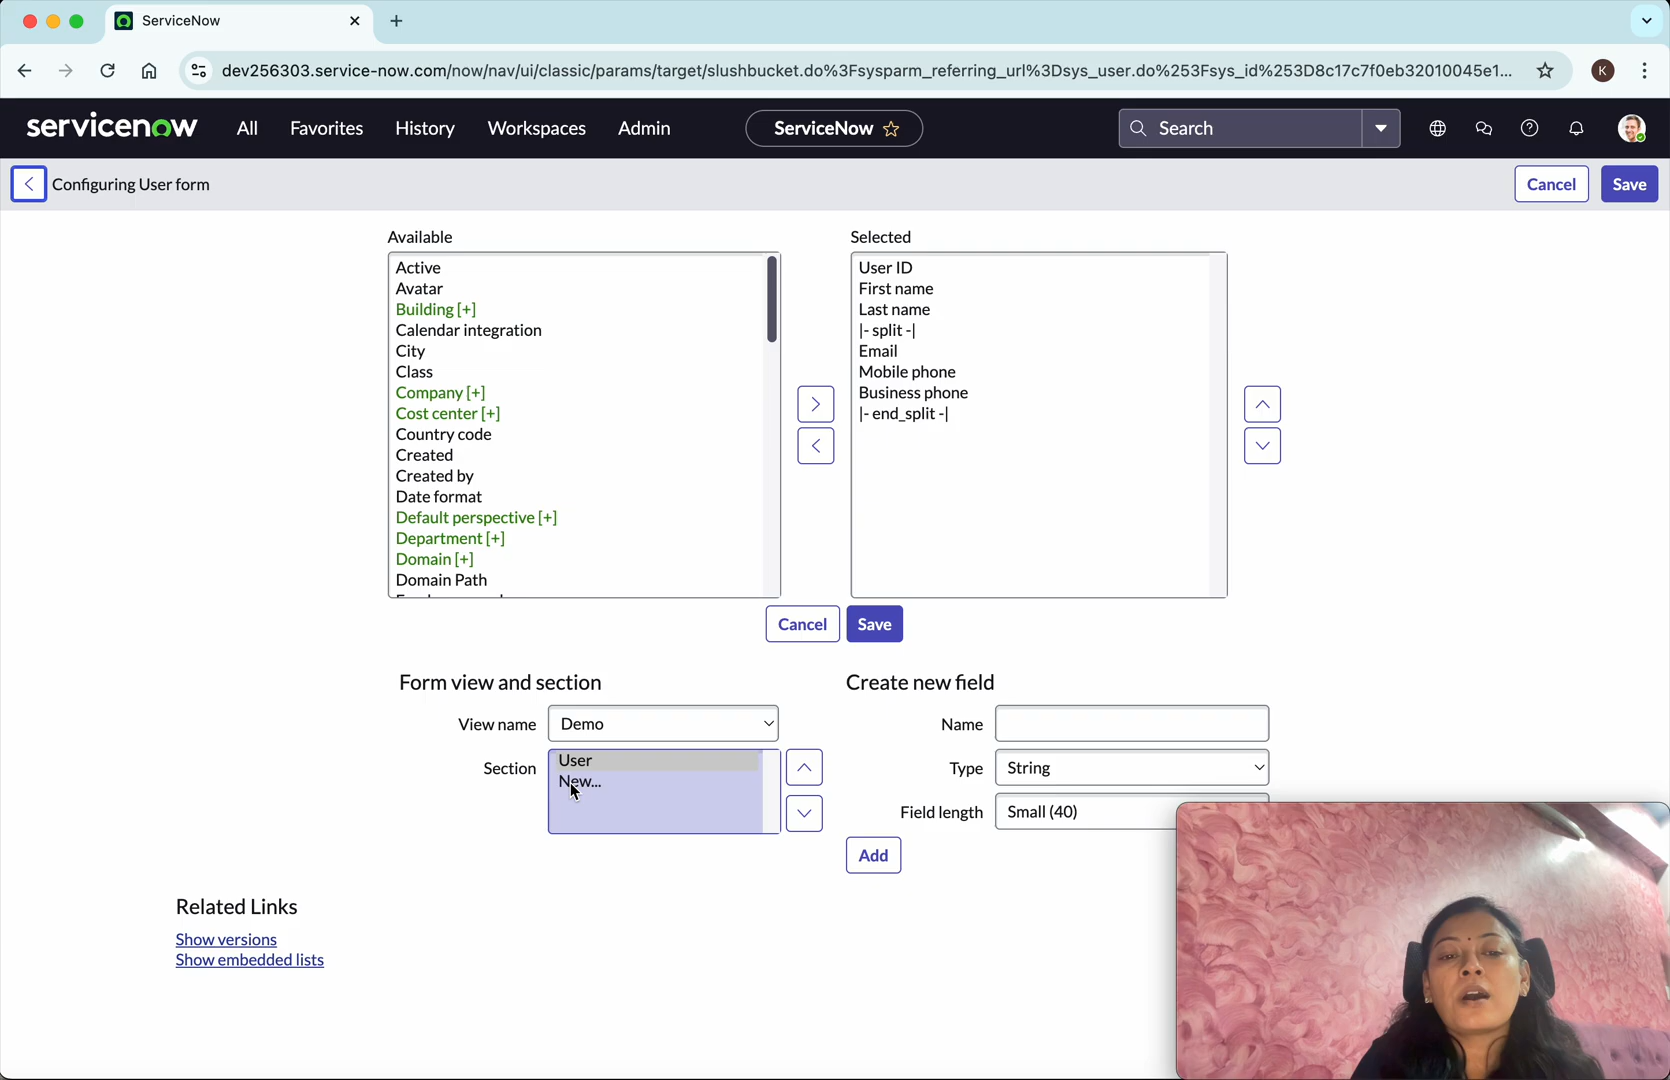 ServiceNow
dev256303.service-now.com/now/nav/ui/classic/params/target/slushbucket.do%3Fsysparm_referring_url%3Dsys_user.do%253Fsys_id%253D8c17c7f0eb32010045e1...
K
servicenow
All
Favorites
History
Workspaces
Admin
ServiceNow
Search
Configuring User form
Cancel
Save
Available
Selected
Active
Avatar
Building [+]
Calendar integration
City
Class
Company [+]
Cost center [+]
Country code
Created
Created by
Date format
Default perspective [+]
Department [+]
Domain [+]
Domain Path
User ID
First name
Last name
|- split -|
Email
Mobile phone
Business phone
|- end_split -|
Cancel
Save
Form view and section
View name
Demo
Section
User
New...
Create new field
Name
Type
String
Field length
Small (40)
Add
Related Links
Show versions
Show embedded lists